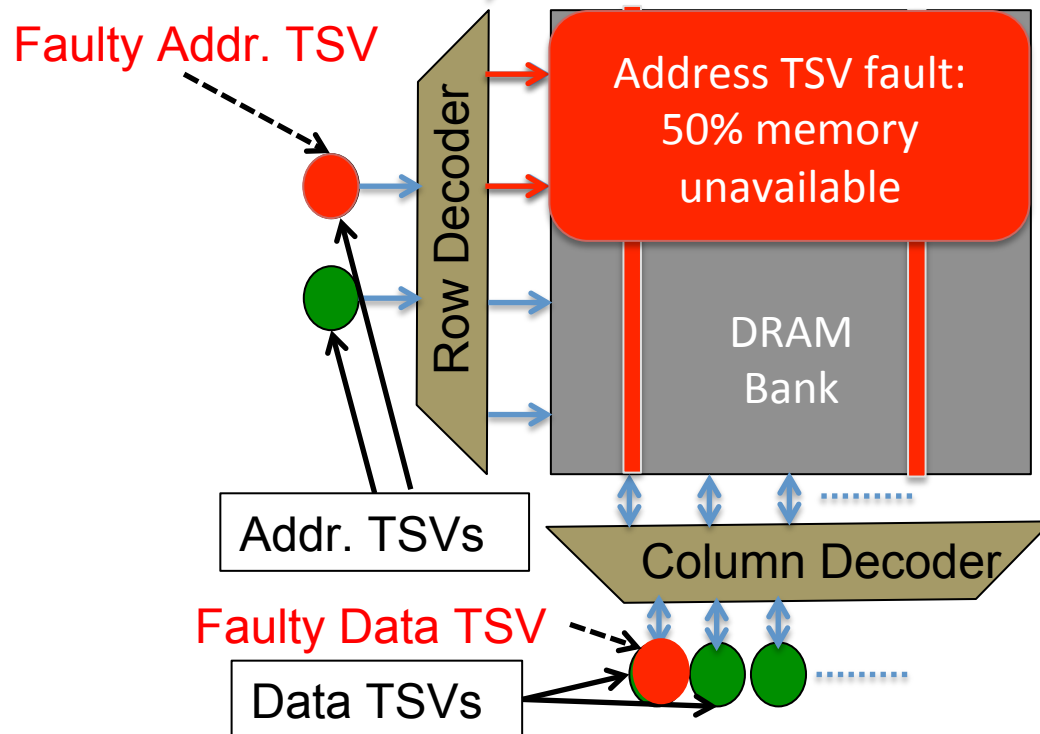 Faulty Addr. TSV
Row Decoder
Address TSV fault:
50% memory
unavailable
DRAM
Bank
Addr. TSVs
Column Decoder
Faulty Data TSV
Data TSVs